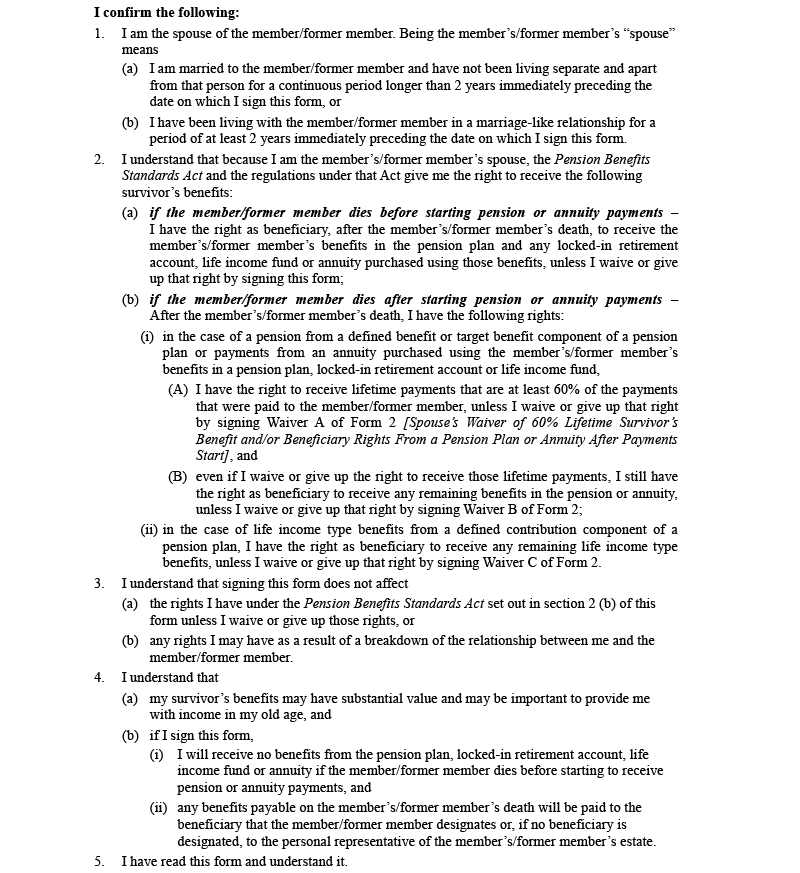 I confirm the following:
1. I am the spouse of the member/former member. Being the member's/former member's “spouse”
means
(a) I am married to the member/former member and have not been living separate and apart
from that person for a continuous period longer than 2 years immediately preceding the
date on which I sign this form, or
(b) I have been living with the member/former member in a marriage-like relationship for a
period of at least 2 years immediately preceding the date on which I sign this form.
2. I understand that because I am the member's/former member's spouse, the Pension Benefits
Standards Act and the regulations under that Act give me the right to receive the following
survivor's benefits:
(a) if the member/former member dies before starting pension or annuity payments –
I have the right as beneficiary, after the member's/former member's death, to receive the
member's/former member's benefits in the pension plan and any locked-in retirement
account, life income fund or annuity purchased using those benefits, unless I waive or give
up that right by signing this form;
(b) if the member/former member dies after starting pension or annuity payments –
After the member's/former member's death, I have the following rights:
(i) in the case of a pension from a defined benefit or target benefit component of a pension
plan or payments from an annuity purchased using the member's/former member's
benefits in a pension plan, locked-in retirement account or life income fund,
(A) I have the right to receive lifetime payments that are at least 60% of the payments
that were paid to the member/former member, unless I waive or give up that right
by signing Waiver A of Form 2 [Spouse's Waiver of 60% Lifetime Survivor's
Benefit and/or Beneficiary Rights From a Pension Plan or Annuity After Payments
Start], and
(B) even if I waive or give up the right to receive those lifetime payments, I still have
the right as beneficiary to receive any remaining benefits in the pension or annuity,
unless I waive or give up that right by signing Waiver B of Form 2;
(ii) in the case of life income type benefits from a defined contribution component of a
pension plan, I have the right as beneficiary to receive any remaining life income type
benefits, unless I waive or give up that right by signing Waiver C of Form 2.
3. I understand that signing this form does not affect
(a) the rights I have under the Pension Benefits Standards Act set out in section 2 (b) of this
form unless I waive or give up those rights, or
(b) any rights I may have as a result of a breakdown of the relationship between me and the
member/former member.
4. I understand that
(a) my survivor's benefits may have substantial value and may be important to provide me
with income in my old age, and
(b) if I sign this form,
(i) I will receive no benefits from the pension plan, locked-in retirement account, life
income fund or annuity if the member/former member dies before starting to receive
pension or annuity payments, and
(ii) any benefits payable on the member's/former member's death will be paid to the
beneficiary that the member/former member designates or, if no beneficiary is
designated, to the personal representative of the member's/former member's estate.
5. I have read this form and understand it.